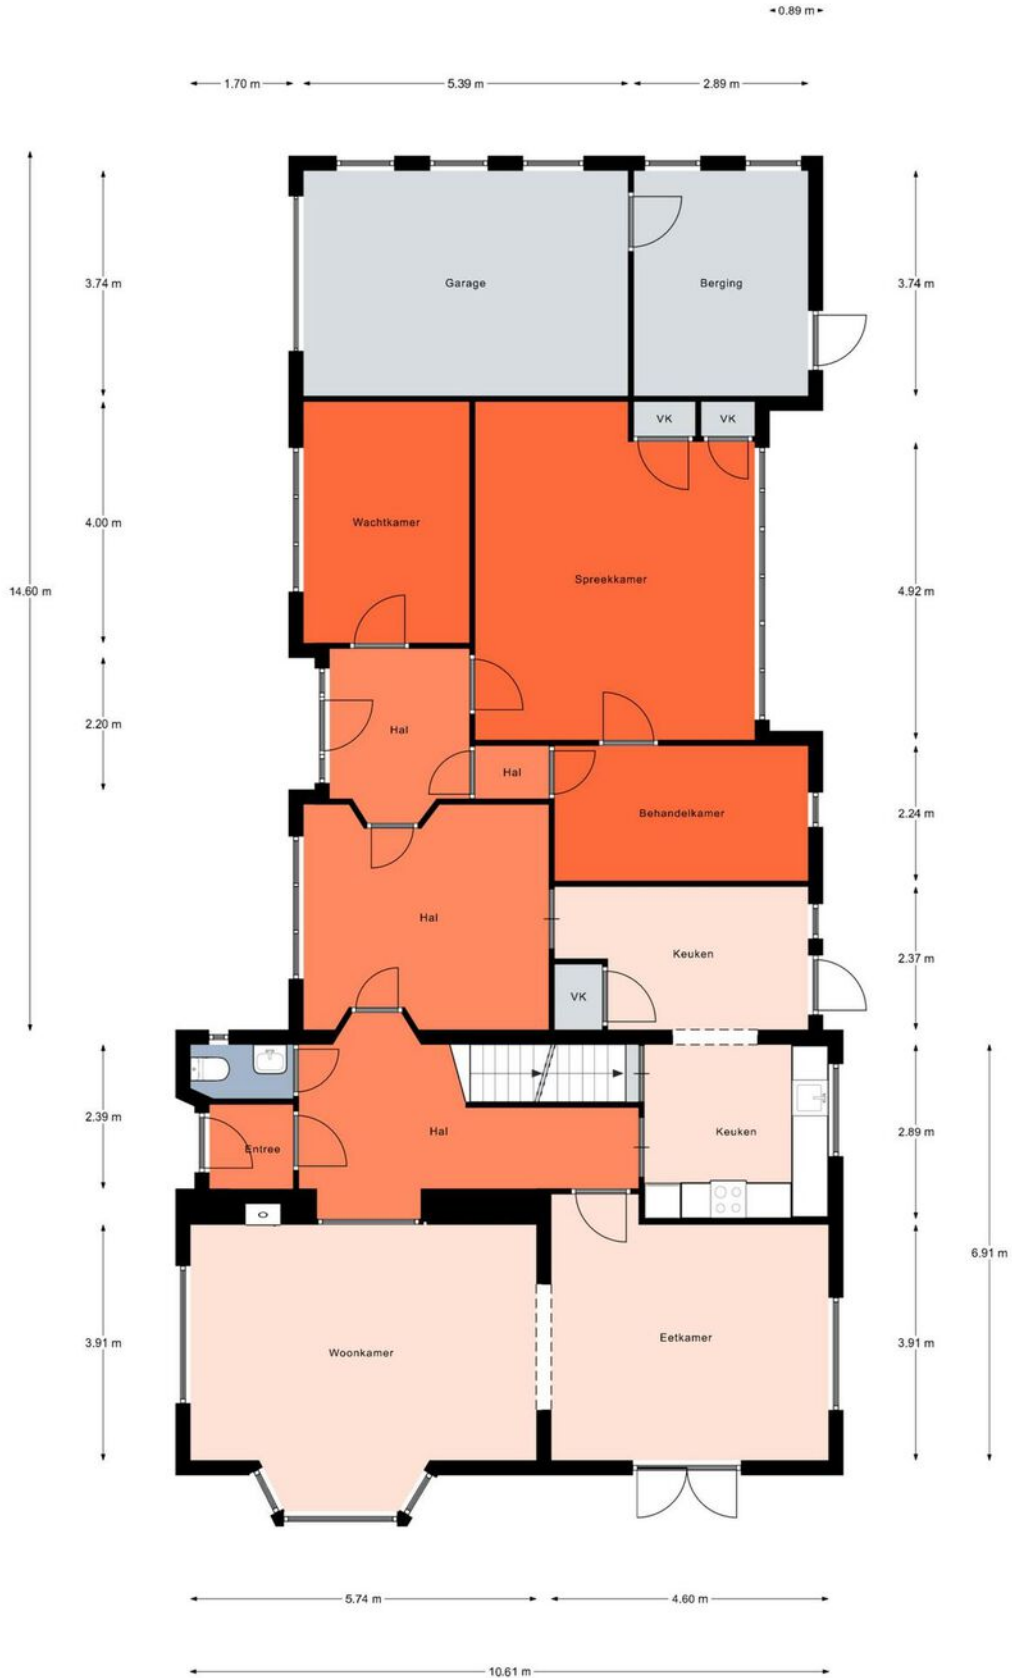 0.89 m
1.70 m 5.39 m 2.89 m
3.74 m Garage Berging 3.74 m
VK VK
4.00 m Wachtkamer
Spreekkamer
14.60 m 4.92 m
2.20 m Hal
Hal
Behandelkamer 2.24 m
Hal
Keuken 2.37 m
VK
2.39 m
Hal Keuken 2.89 m
Entree
6.91 m
3.91 m Woonkamer Eetkamer 3.91 m
5.74 m 4.60 m
10.61 m